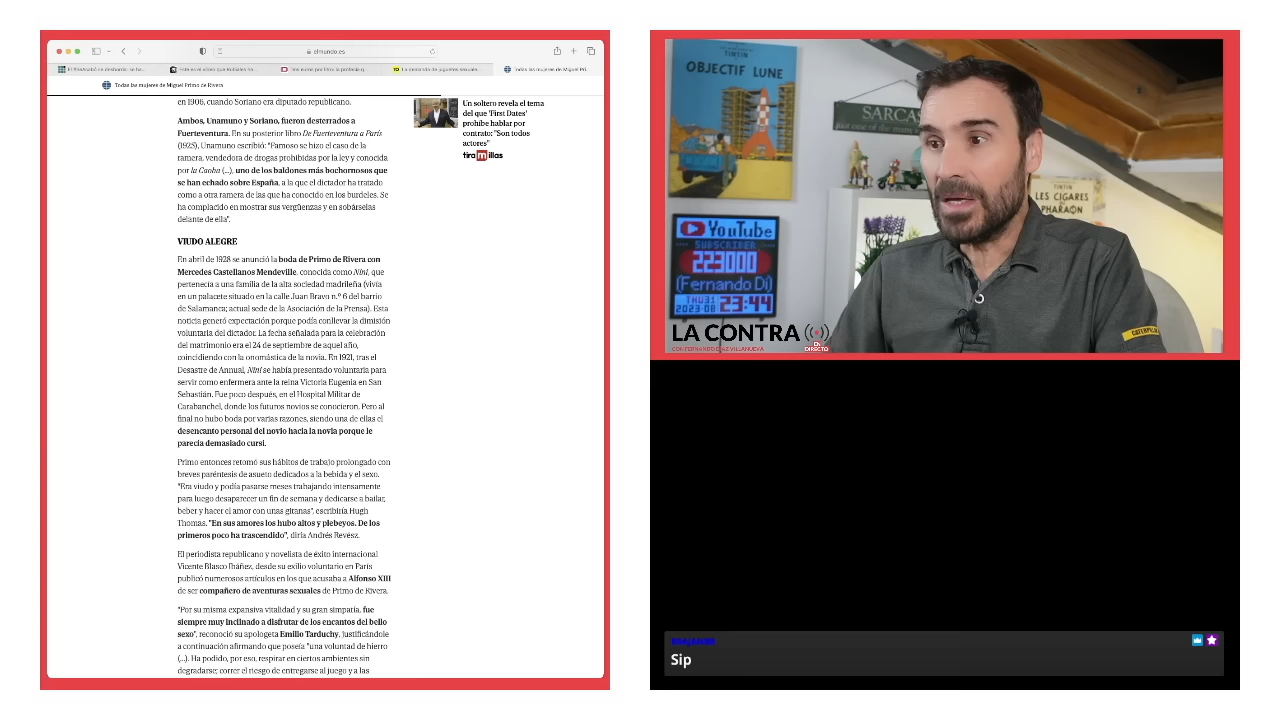 elmundo.es
Todas las mujeres de Miguel Pri...
Todas las mujeres de Miguel Primo de Rivera
en 1906, cuando Soriano era diputado republicano.
Ambos, Unamuno y Soriano, fueron desterrados a
Fuerteventura. En su posterior libro De Fuerteventura a París
(1925), Unamuno escribió: "Famoso se hizo el caso de la
ramera, vendedora de drogas prohibidas por la ley y conocida
por la Caoba (...), uno de los baldones más bochornosos que
se han echado sobre España, a la que el dictador ha tratado
como a otra ramera de las que ha conocido en los burdeles. Se
ha complacido en mostrar sus vergüenzas y en sobárselas
delante de ella".
VIUDO ALEGRE
En abril de 1928 se anunció la boda de Primo de Rivera con
Mercedes Castellanos Mendeville, conocida como Niní, que
pertenecía a una familia de la alta sociedad madrileña (vivía
en un palacete situado en la calle Juan Bravo n.º 6 del barrio
de Salamanca; actual sede de la Asociación de la Prensa). Esta
noticia generó expectación porque podía conllevar la dimisión
voluntaria del dictador. La fecha señalada para la celebración
del matrimonio era el 24 de septiembre de aquel año,
coincidiendo con la onomástica de la novia. En 1921, tras el
Desastre de Annual, Niní se había presentado voluntaria para
servir como enfermera ante la reina Victoria Eugenia en San
Sebastián. Fue poco después, en el Hospital Militar de
Carabanchel, donde los futuros novios se conocieron. Pero al
final no hubo boda por varias razones, siendo una de ellas el
desencanto personal del novio hacia la novia porque le
parecía demasiado cursi.
Primo entonces retomó sus hábitos de trabajo prolongado con
breves paréntesis de asueto dedicados a la bebida y el sexo.
"Era viudo y podía pasarse meses trabajando intensamente
para luego desaparecer un fin de semana y dedicarse a bailar,
beber y hacer el amor con unas gitanas", escribiría Hugh
Thomas. "En sus amores los hubo altos y plebeyos. De los
primeros poco ha trascendido", diría Andrés Revész.
El periodista republicano y novelista de éxito internacional
Vicente Blasco Ibáñez, desde su exilio voluntario en París
publicó numerosos artículos en los que acusaba a Alfonso XIII
de ser compañero de aventuras sexuales de Primo de Rivera.
"Por su misma expansiva vitalidad y su gran simpatía, fue
siempre muy inclinado a disfrutar de los encantos del bello
sexo", reconoció su apologeta Emilio Tarduchy, justificándole
a continuación afirmando que poseía "una voluntad de hierro
(...). Ha podido, por eso, respirar en ciertos ambientes sin
degradarse; correr el riesgo de entregarse al juego y a las
Un soltero revela el tema
del que 'First Dates'
prohíbe hablar por
contrato: "Son todos
actores"
tiramillas
TINTIN
OBJECTIF LUNE
SARCAS
just one of the
TINTIN
LES CIGARES
PHARAON
YouTube
SUBSCRIBER
223000
(Fernando Di)
THU31
2023-08 23:44
CATERPIL
LA CONTRA
EN DIRECTO
CON FERNANDO DÍAZ VILLANUEVA
Sip